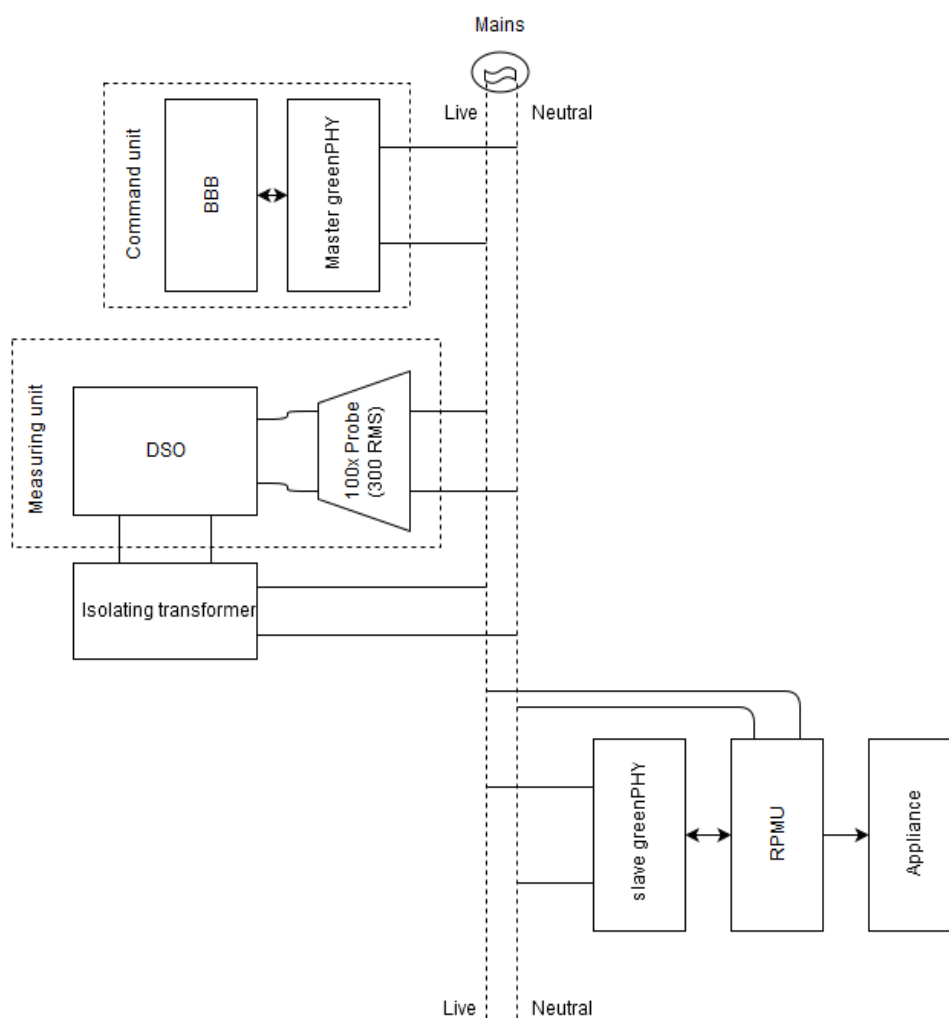 Mains
Live
Neutral
Command unit
BBB
Master greenPHY
Measuring unit
DSO
100x Probe
(300 RMS)
Isolating transformer
slave greenPHY
RPMU
Appliance
Live
Neutral